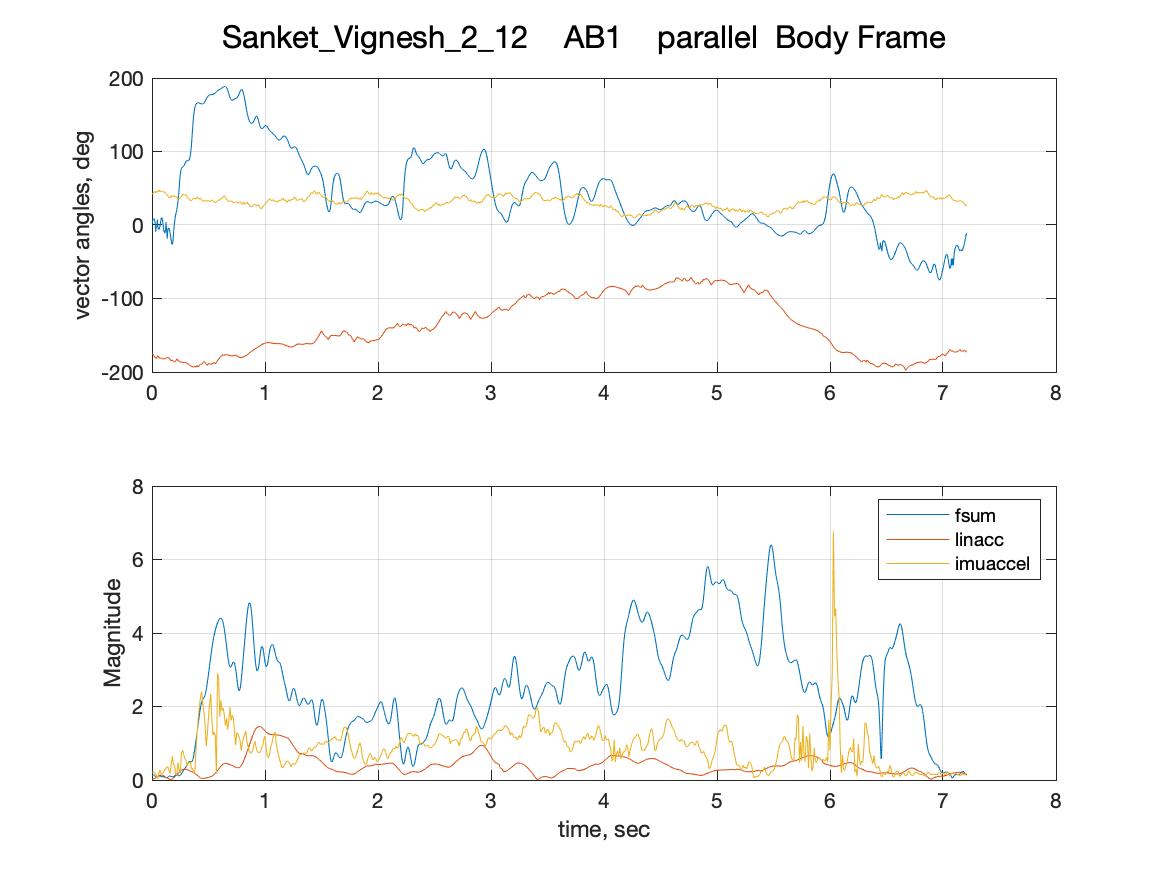 Sanket_Vignesh_2_12 AB1 parallel Body Frame
200
100
0
-100
-200
vector angles, deg
0 1 2 3 4 5 6 7 8
8
6
4
2
0
Magnitude
fsum
linacc
imuaccel
0 1 2 3 4 5 6 7 8
time, sec